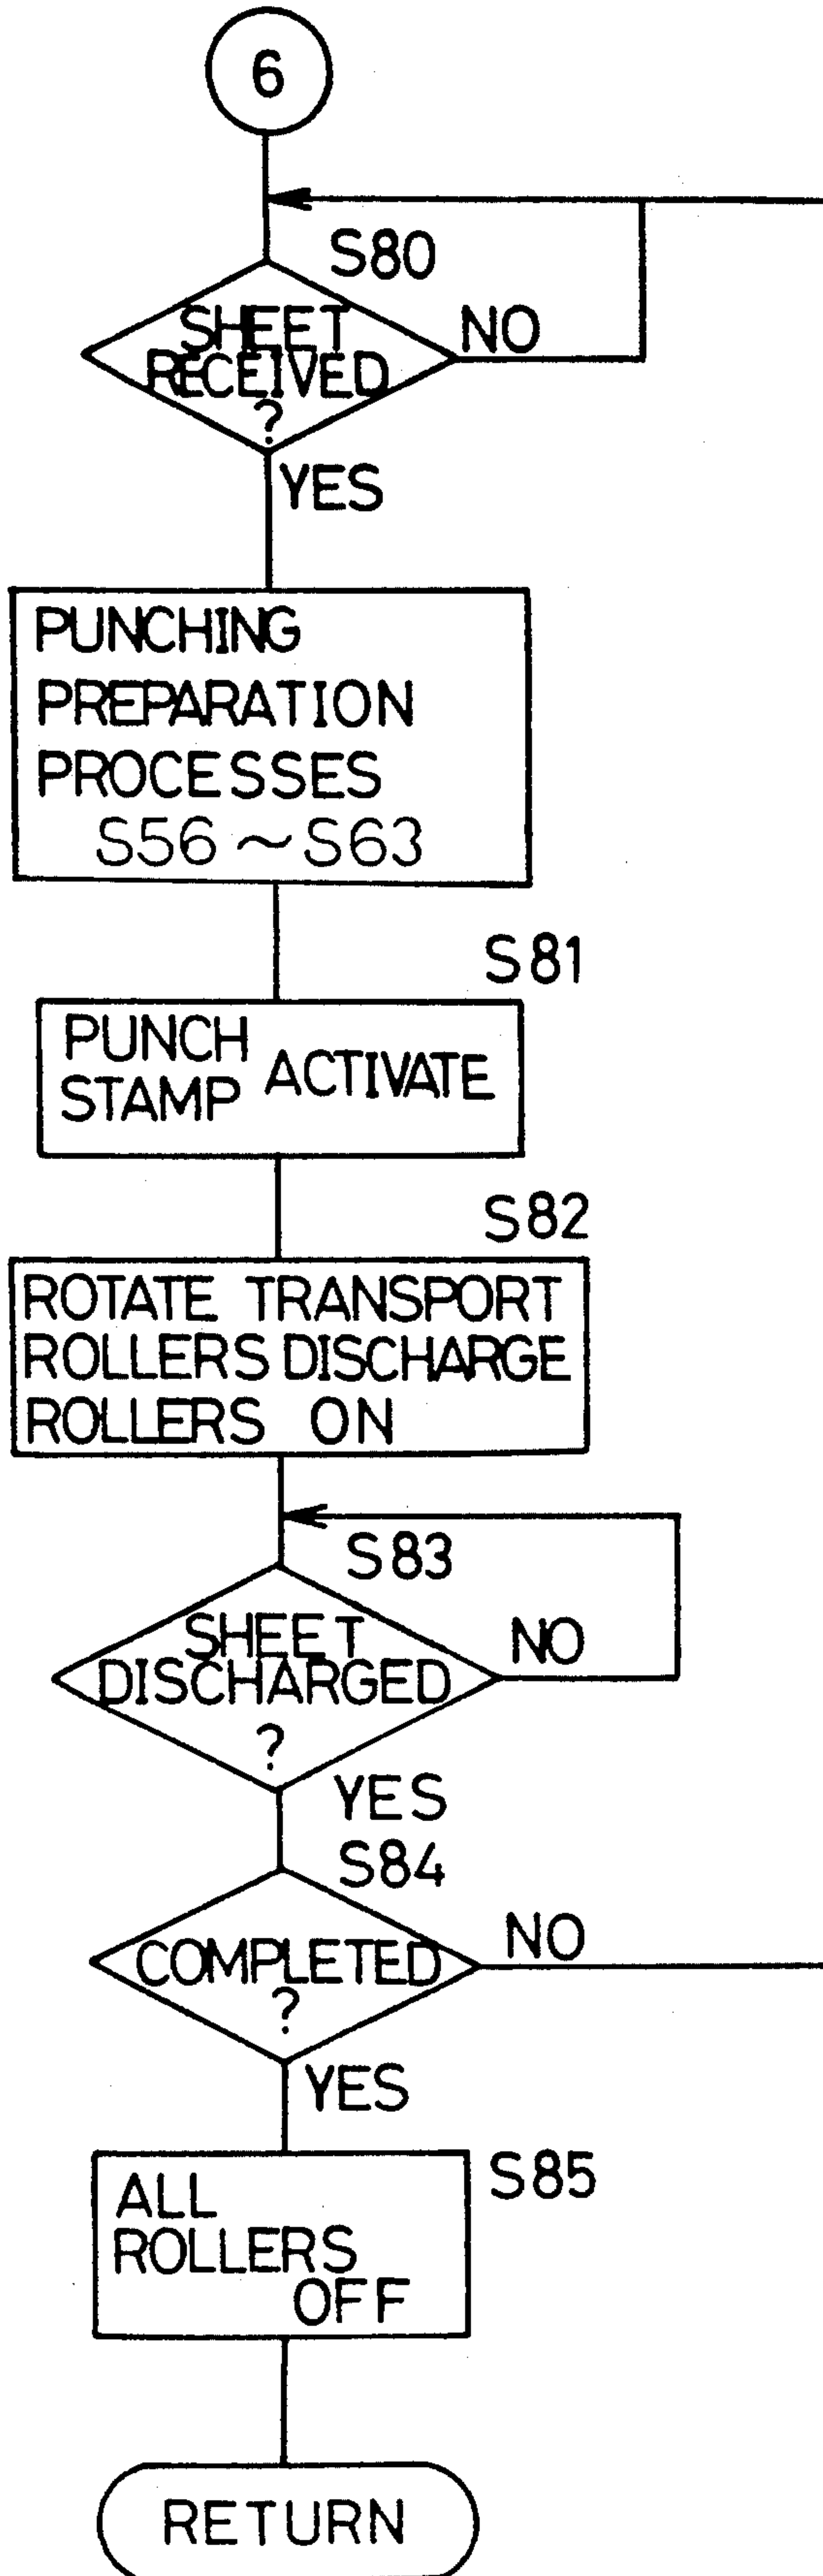 6
S80
SHEET
RECEIVED
?
NO
YES
PUNCHING
PREPARATION
PROCESSES
S56 ~ S63
S81
PUNCH
STAMP
ACTIVATE
S82
ROTATE TRANSPORT
ROLLERS DISCHARGE
ROLLERS ON
S83
SHEET
DISCHARGED
?
NO
YES
S84
COMPLETED
?
NO
YES
S85
ALL
ROLLERS
OFF
RETURN